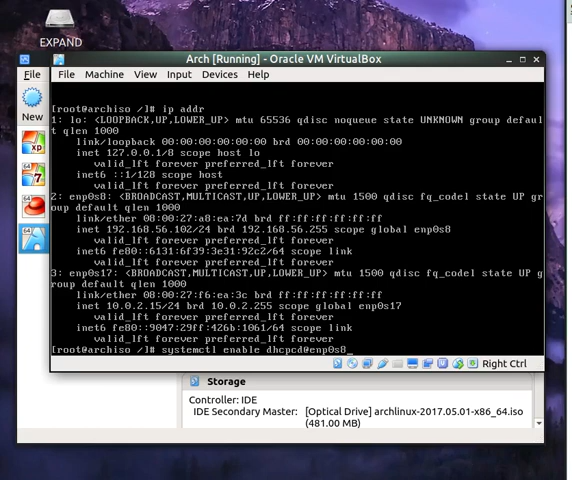 EXPAND
Arch [Running] - Oracle VM VirtualBox
File
File Machine View Input Devices Help
New
[root@archiso /]# ip addr
1: lo: <LOOPBACK,UP,LOWER_UP> mtu 65536 qdisc noqueue state UNKNOWN group defaul
t qlen 1000
link/loopback 00:00:00:00:00:00 brd 00:00:00:00:00:00
inet 127.0.0.1/8 scope host lo
valid_lft forever preferred_lft forever
inet6 ::1/128 scope host
valid_lft forever preferred_lft forever
2: enp0s8: <BROADCAST,MULTICAST,UP,LOWER_UP> mtu 1500 qdisc fq_codel state UP gr
oup default qlen 1000
link/ether 08:00:27:a8:ea:7d brd ff:ff:ff:ff:ff:ff
inet 192.168.56.102/24 brd 192.168.56.255 scope global enp0s8
valid_lft forever preferred_lft forever
inet6 fe80::6131:6f39:3e31:92c2/64 scope link
valid_lft forever preferred_lft forever
3: enp0s17: <BROADCAST,MULTICAST,UP,LOWER_UP> mtu 1500 qdisc fq_codel state UP g
roup default qlen 1000
link/ether 08:00:27:f6:ea:3c brd ff:ff:ff:ff:ff:ff
inet 10.0.2.15/24 brd 10.0.2.255 scope global enp0s17
valid_lft forever preferred_lft forever
inet6 fe80::9047:29ff:426b:1061/64 scope link
valid_lft forever preferred_lft forever
[root@archiso /]# systemctl enable dhcpcd@enp0s8_
Right Ctrl
Storage
Controller: IDE
IDE Secondary Master: [Optical Drive] archlinux-2017.05.01-x86_64.iso
(481.00 MB)